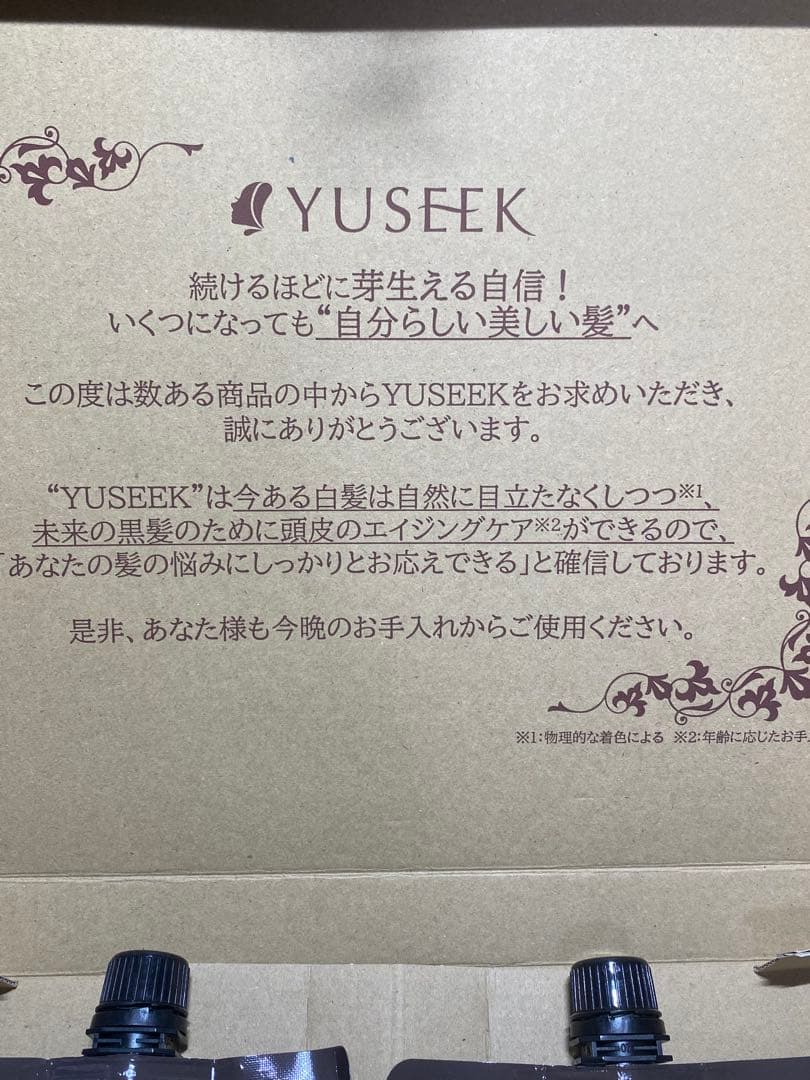 YUSEEK
続けるほどに芽生える自信!
いくつになっても“自分らしい美しい髪”へ
この度は数ある商品の中からYUSEEKをお求めいただき、
誠にありがとうございます。
“YUSEEK”は今ある白髪は自然に目立たなくしつつ※1、
未来の黒髪のために頭皮のエイジングケア※2ができるので、
「あなたの髪の悩みにしっかりとお応えできる」と確信しております。
是非、あなた様も今晩のお手入れからご使用ください。
※1:物理的な着色による ※2:年齢に応じたお手